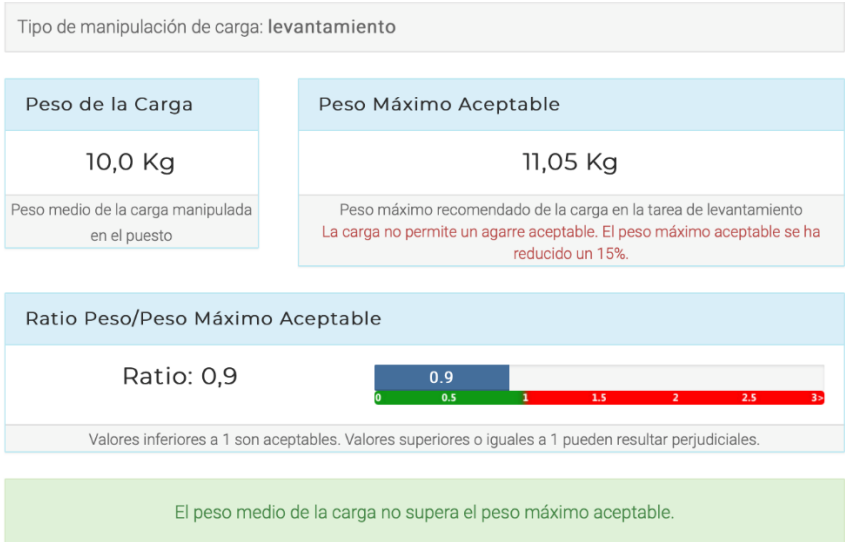 Tipo de manipulación de carga: levantamiento
Peso de la Carga
10,0 Kg
Peso medio de la carga manipulada
en el puesto
Peso Máximo Aceptable
11,05 Kg
Peso máximo recomendado de la carga en la tarea de levantamiento
La carga no permite un agarre aceptable. El peso máximo aceptable se ha
reducido un 15%.
Ratio Peso/Peso Máximo Aceptable
Ratio: 0,9
0.9
0 0.5 1 1.5 2 2.5 3>
Valores inferiores a 1 son aceptables. Valores superiores o iguales a 1 pueden resultar perjudiciales.
El peso medio de la carga no supera el peso máximo aceptable.